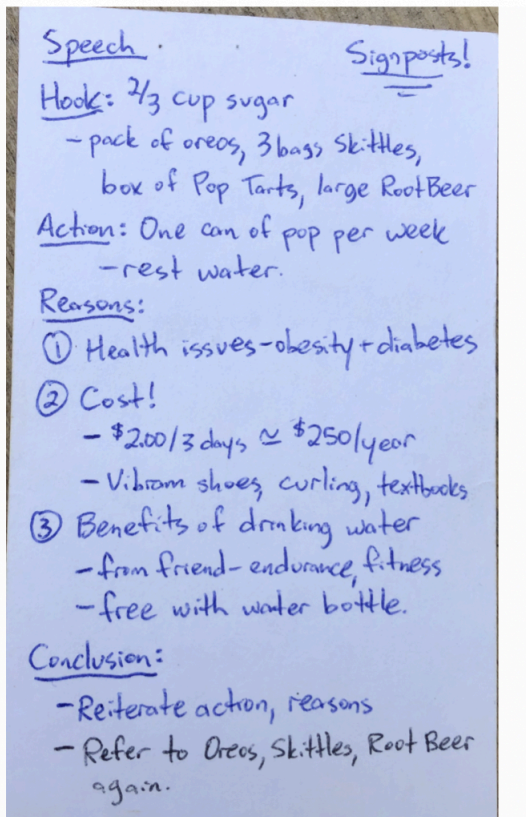 Speech.
Signposts!
Hook: 2/3 cup sugar
- pack of oreos, 3 bags Skittles,
box of Pop Tarts, large Root Beer
Action: One can of pop per week
- rest water.
Reasons:
① Health issues - obesity + diabetes
② Cost!
- $2.00/3 days ≃ $250/year
- Vibram shoes, curling, textbooks
③ Benefits of drinking water
- from friend - endurance, fitness
- free with water bottle.
Conclusion:
- Reiterate action, reasons
- Refer to Oreos, Skittles, Root Beer
again.